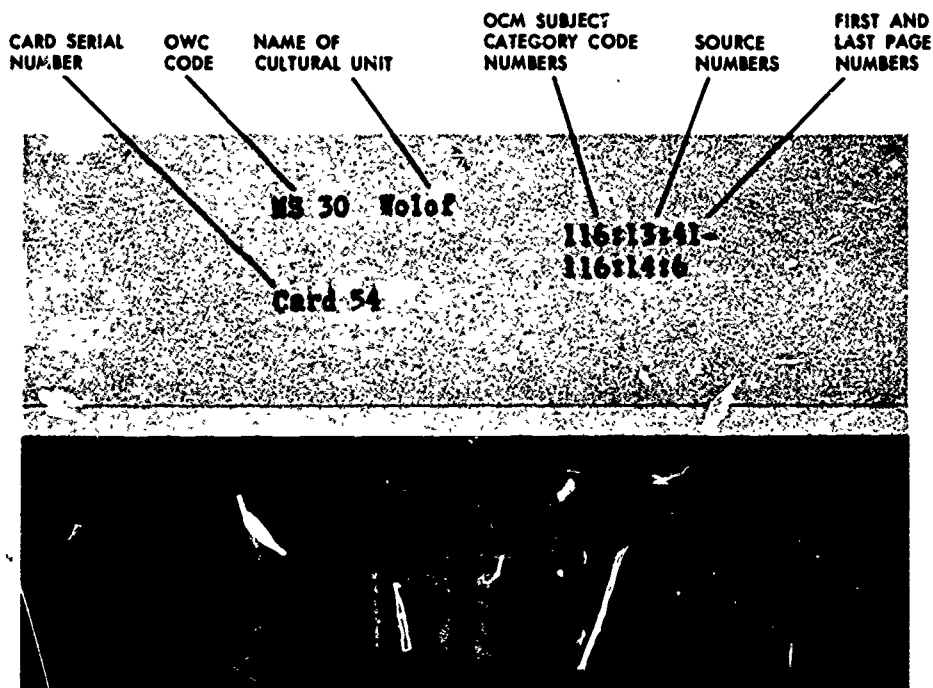 CARD SERIAL NUMBER
OWC CODE
NAME OF CULTURAL UNIT
OCM SUBJECT CATEGORY CODE NUMBERS
SOURCE NUMBERS
FIRST AND LAST PAGE NUMBERS
MS 30 Wolof
116:13:41-
116:14:6
Card 54